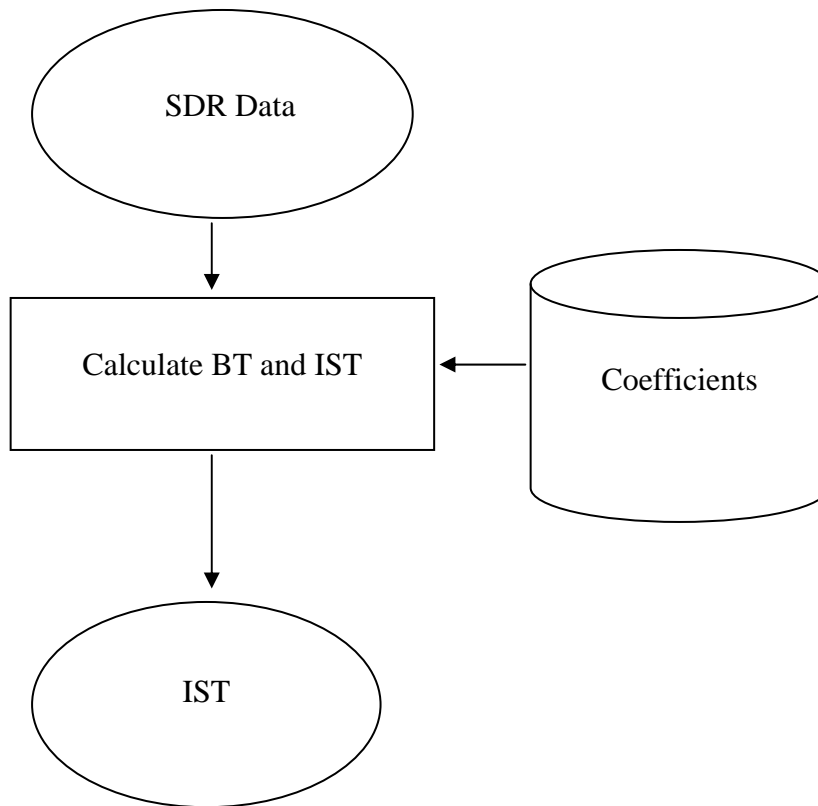 SDR Data
Calculate BT and IST
Coefficients
IST